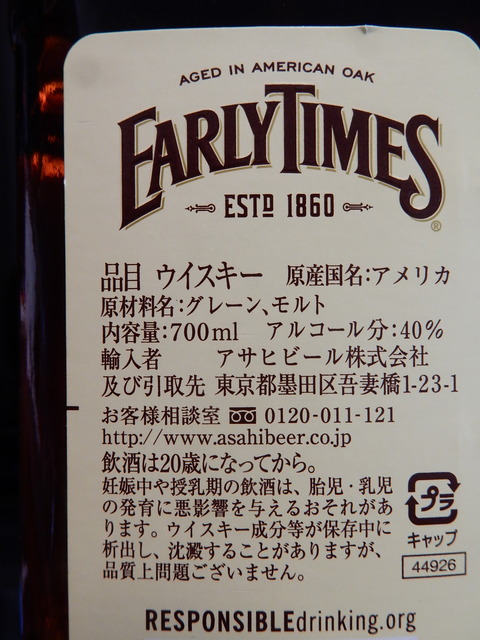 AGED IN AMERICAN OAK
EARLY TIMES
ESTD 1860
®
品目 ウイスキー 原産国名:アメリカ
原材料名:グレーン、モルト
内容量:700ml アルコール分:40%
輸入者 アサヒビール株式会社
及び引取先 東京都墨田区吾妻橋1-23-1
お客様相談室 0120-011-121
http://www.asahibeer.co.jp
飲酒は20歳になってから。
妊娠中や授乳期の飲酒は、胎児・乳児
の発育に悪影響を与えるおそれがあ
ります。ウイスキー成分等が保存中に
析出し、沈澱することがありますが、
品質上問題ございません。
プラ
キャップ
44926
RESPONSIBLEdrinking.org